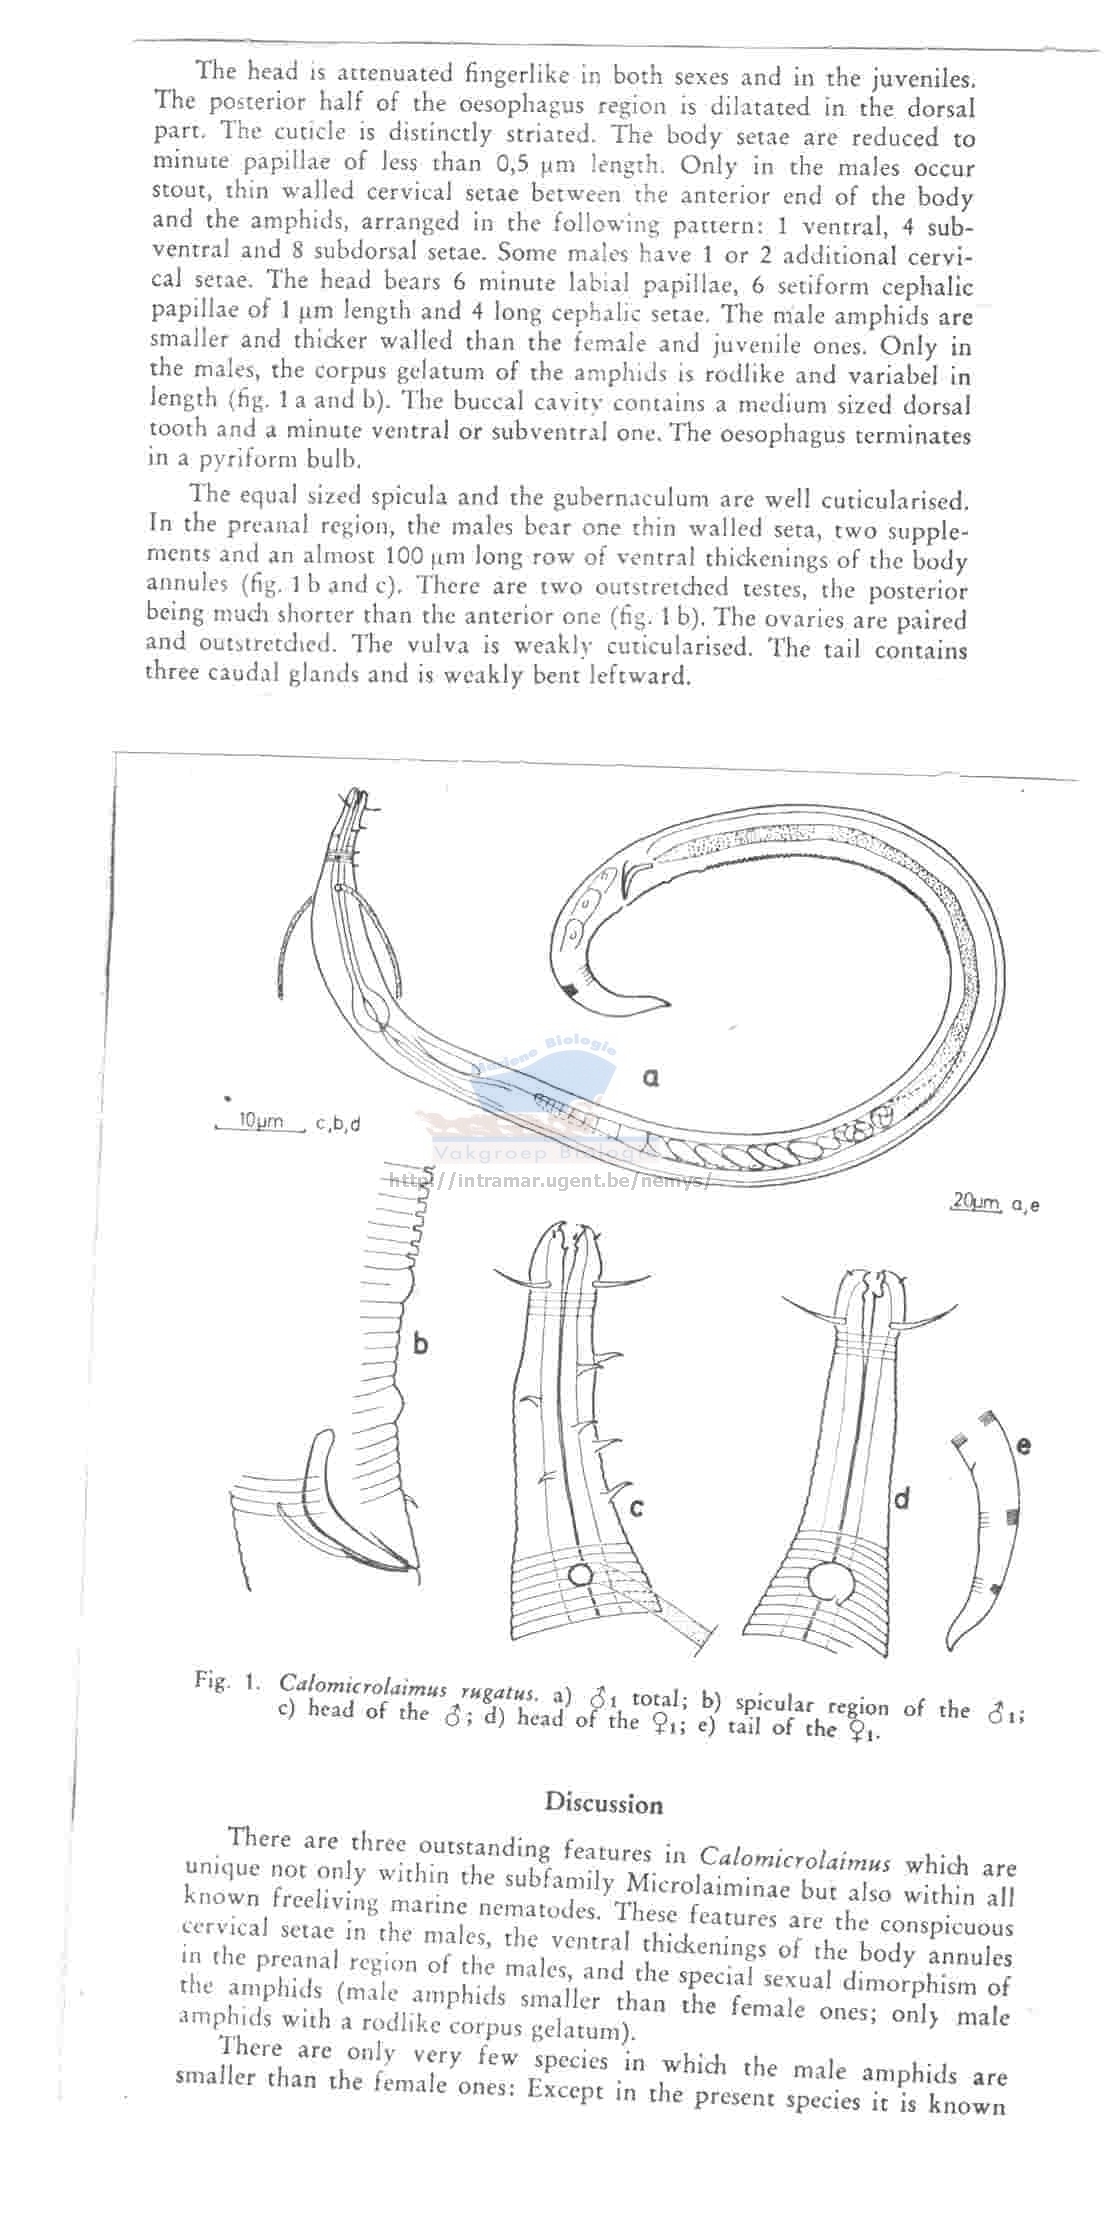 The head is attenuated fingerlike in both sexes and in the juveniles.
The posterior half of the oesophagus region is dilatated in the dorsal
part. The cuticle is distinctly striated. The body setae are reduced to
minute papillae of less than 0,5 µm length. Only in the males occur
stout, thin walled cervical setae between the anterior end of the body
and the amphids, arranged in the following pattern: 1 ventral, 4 sub-
ventral and 8 subdorsal setae. Some males have 1 or 2 additional cervi-
cal setae. The head bears 6 minute labial papillae, 6 setiform cephalic
papillae of 1 µm length and 4 long cephalic setae. The male amphids are
smaller and thicker walled than the female and juvenile ones. Only in
the males, the corpus gelatum of the amphids is rodlike and variabel in
length (fig. 1 a and b). The buccal cavity contains a medium sized dorsal
tooth and a minute ventral or subventral one. The oesophagus terminates
in a pyriform bulb.
The equal sized spicula and the gubernaculum are well cuticularised.
In the preanal region, the males bear one thin walled seta, two supple-
ments and an almost 100 µm long row of ventral thickenings of the body
annules (fig. 1 b and c). There are two outstretched testes, the posterior
being much shorter than the anterior one (fig. 1 b). The ovaries are paired
and outstretched. The vulva is weakly cuticularised. The tail contains
three caudal glands and is weakly bent leftward.
Mariene Biologie
a
10µm c,b,d
Vakgroep Biologie
http://intramar.ugent.be/nemys/
20µm a,e
b
c
d
e
Fig. 1. Calomicrolaimus rugatus. a) ♂1 total; b) spicular region of the ♂1;
c) head of the ♂; d) head of the ♀1; e) tail of the ♀1.
Discussion
There are three outstanding features in Calomicrolaimus which are
unique not only within the subfamily Microlaiminae but also within all
known freeliving marine nematodes. These features are the conspicuous
cervical setae in the males, the ventral thickenings of the body annules
in the preanal region of the males, and the special sexual dimorphism of
the amphids (male amphids smaller than the female ones; only male
amphids with a rodlike corpus gelatum).
There are only very few species in which the male amphids are
smaller than the female ones: Except in the present species it is known